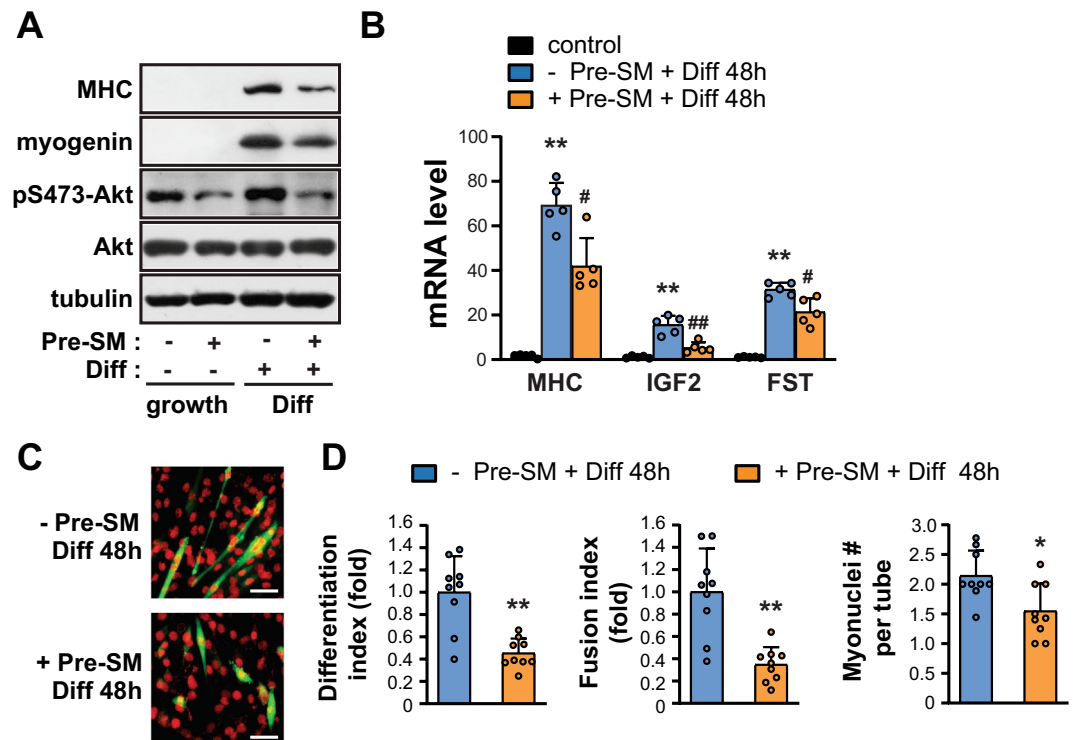 A
MHC
myogenin
pS473-Akt
Akt
tubulin
Pre-SM : - + - +
Diff : - - + +
growth Diff
B
control
- Pre-SM + Diff 48h
+ Pre-SM + Diff 48h
mRNA level
100
80
60
40
20
0
** # ** ## ** #
MHC IGF2 FST
C
- Pre-SM
Diff 48h
+ Pre-SM
Diff 48h
D
- Pre-SM + Diff 48h
+ Pre-SM + Diff 48h
Differentiation
index (fold)
1.6
1.4
1.2
1.0
0.8
0.6
0.4
0.2
0
**
Fusion index
(fold)
1.6
1.4
1.2
1.0
0.8
0.6
0.4
0.2
0
**
Myonuclei #
per tube
3.0
2.5
2.0
1.5
1.0
0.5
0
*